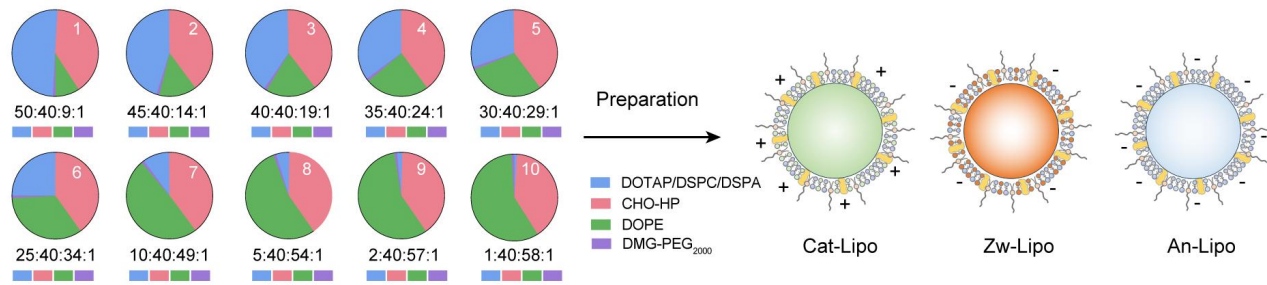 1
2
3
4
5
50:40:9:1
45:40:14:1
40:40:19:1
35:40:24:1
30:40:29:1
6
7
8
9
10
25:40:34:1
10:40:49:1
5:40:54:1
2:40:57:1
1:40:58:1
Preparation
DOTAP/DSPC/DSPA
CHO-HP
DOPE
DMG-PEG₂₀₀₀
+ + + + + +
Cat-Lipo
- - - -
Zw-Lipo
- - - - - - -
An-Lipo